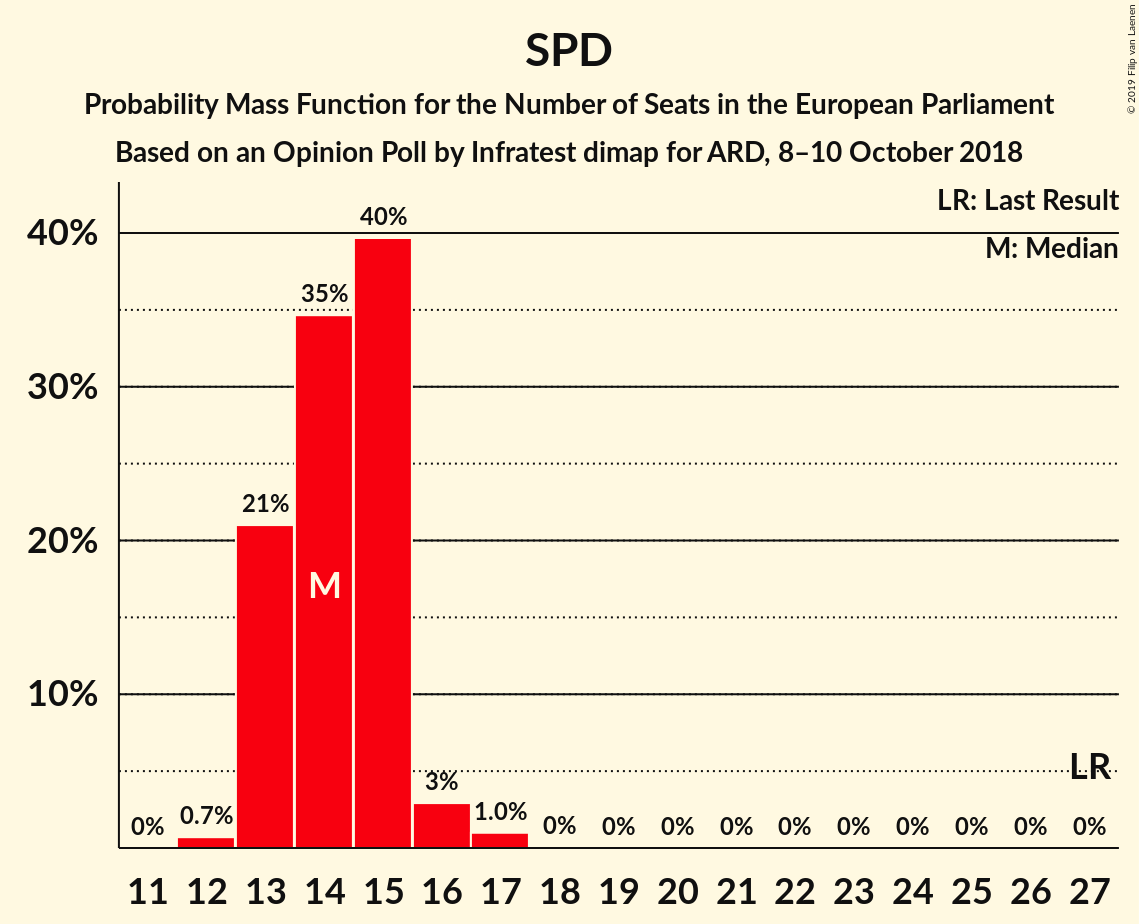 SPD
Probability Mass Function for the Number of Seats in the European Parliament
Based on an Opinion Poll by Infratest dimap for ARD, 8–10 October 2018
© 2019 Filip van Laenen
LR: Last Result
M: Median
40%
30%
20%
10%
0%
0.7%
21%
35%
40%
3%
1.0%
0%
0%
0%
0%
0%
0%
0%
0%
0%
0%
M
LR
11 12 13 14 15 16 17 18 19 20 21 22 23 24 25 26 27